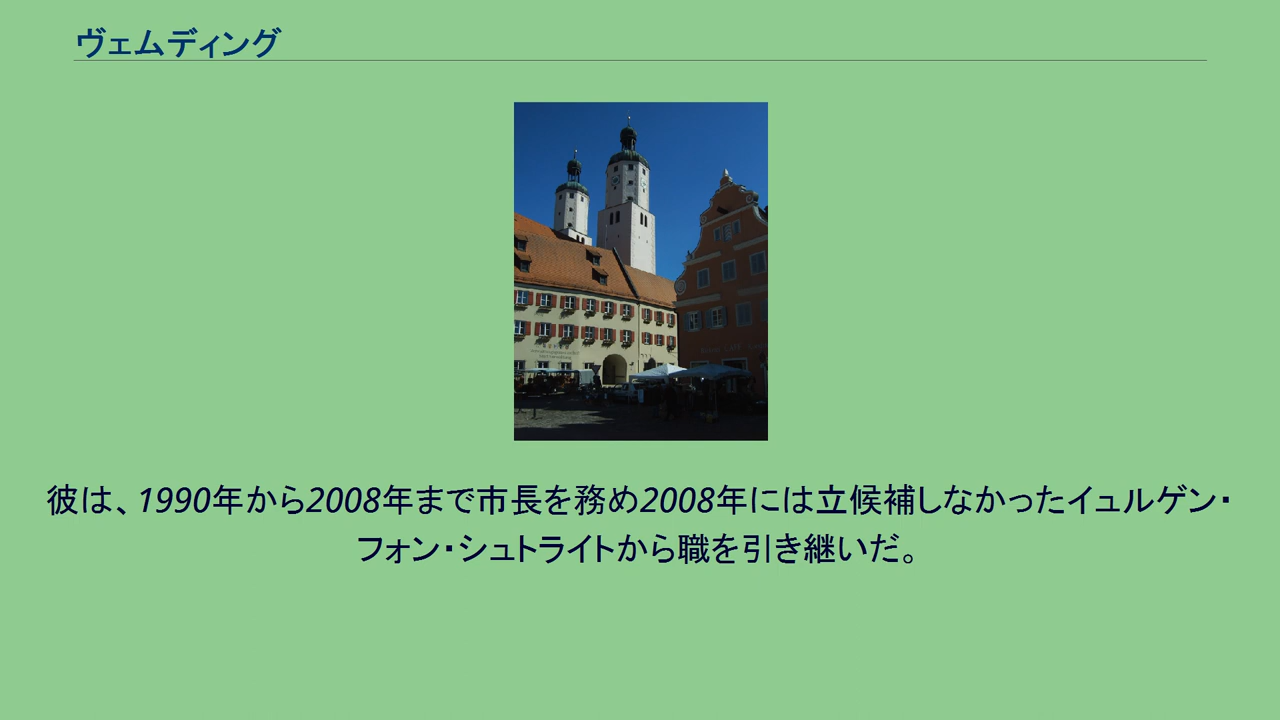 ヴェムディング
彼は、1990年から2008年まで市長を務め2008年には立候補しなかったイュルゲン・
フォン・シュトライトから職を引き継いだ。